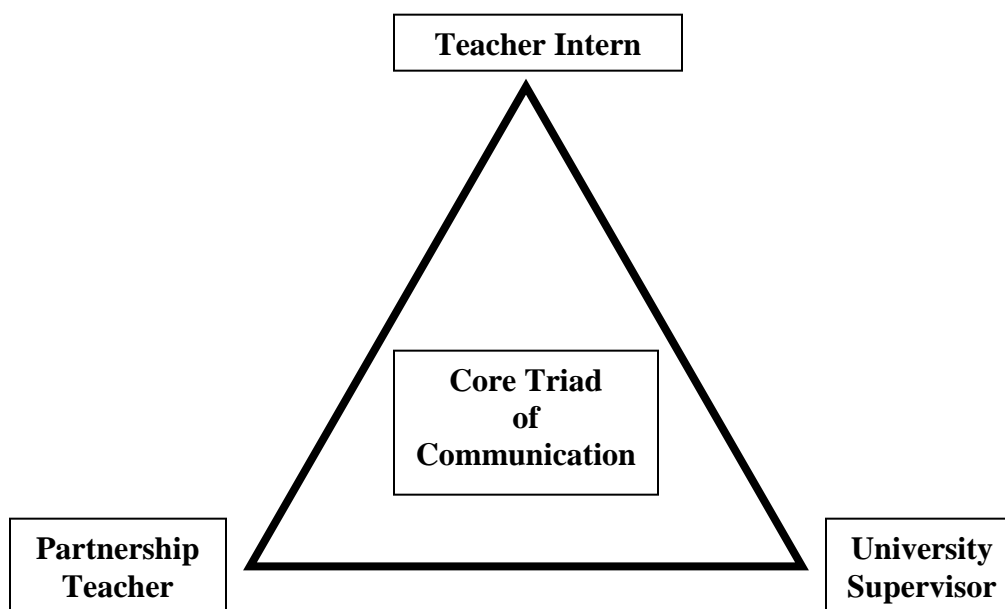 Teacher Intern
Core Triad
of
Communication
Partnership
Teacher
University
Supervisor